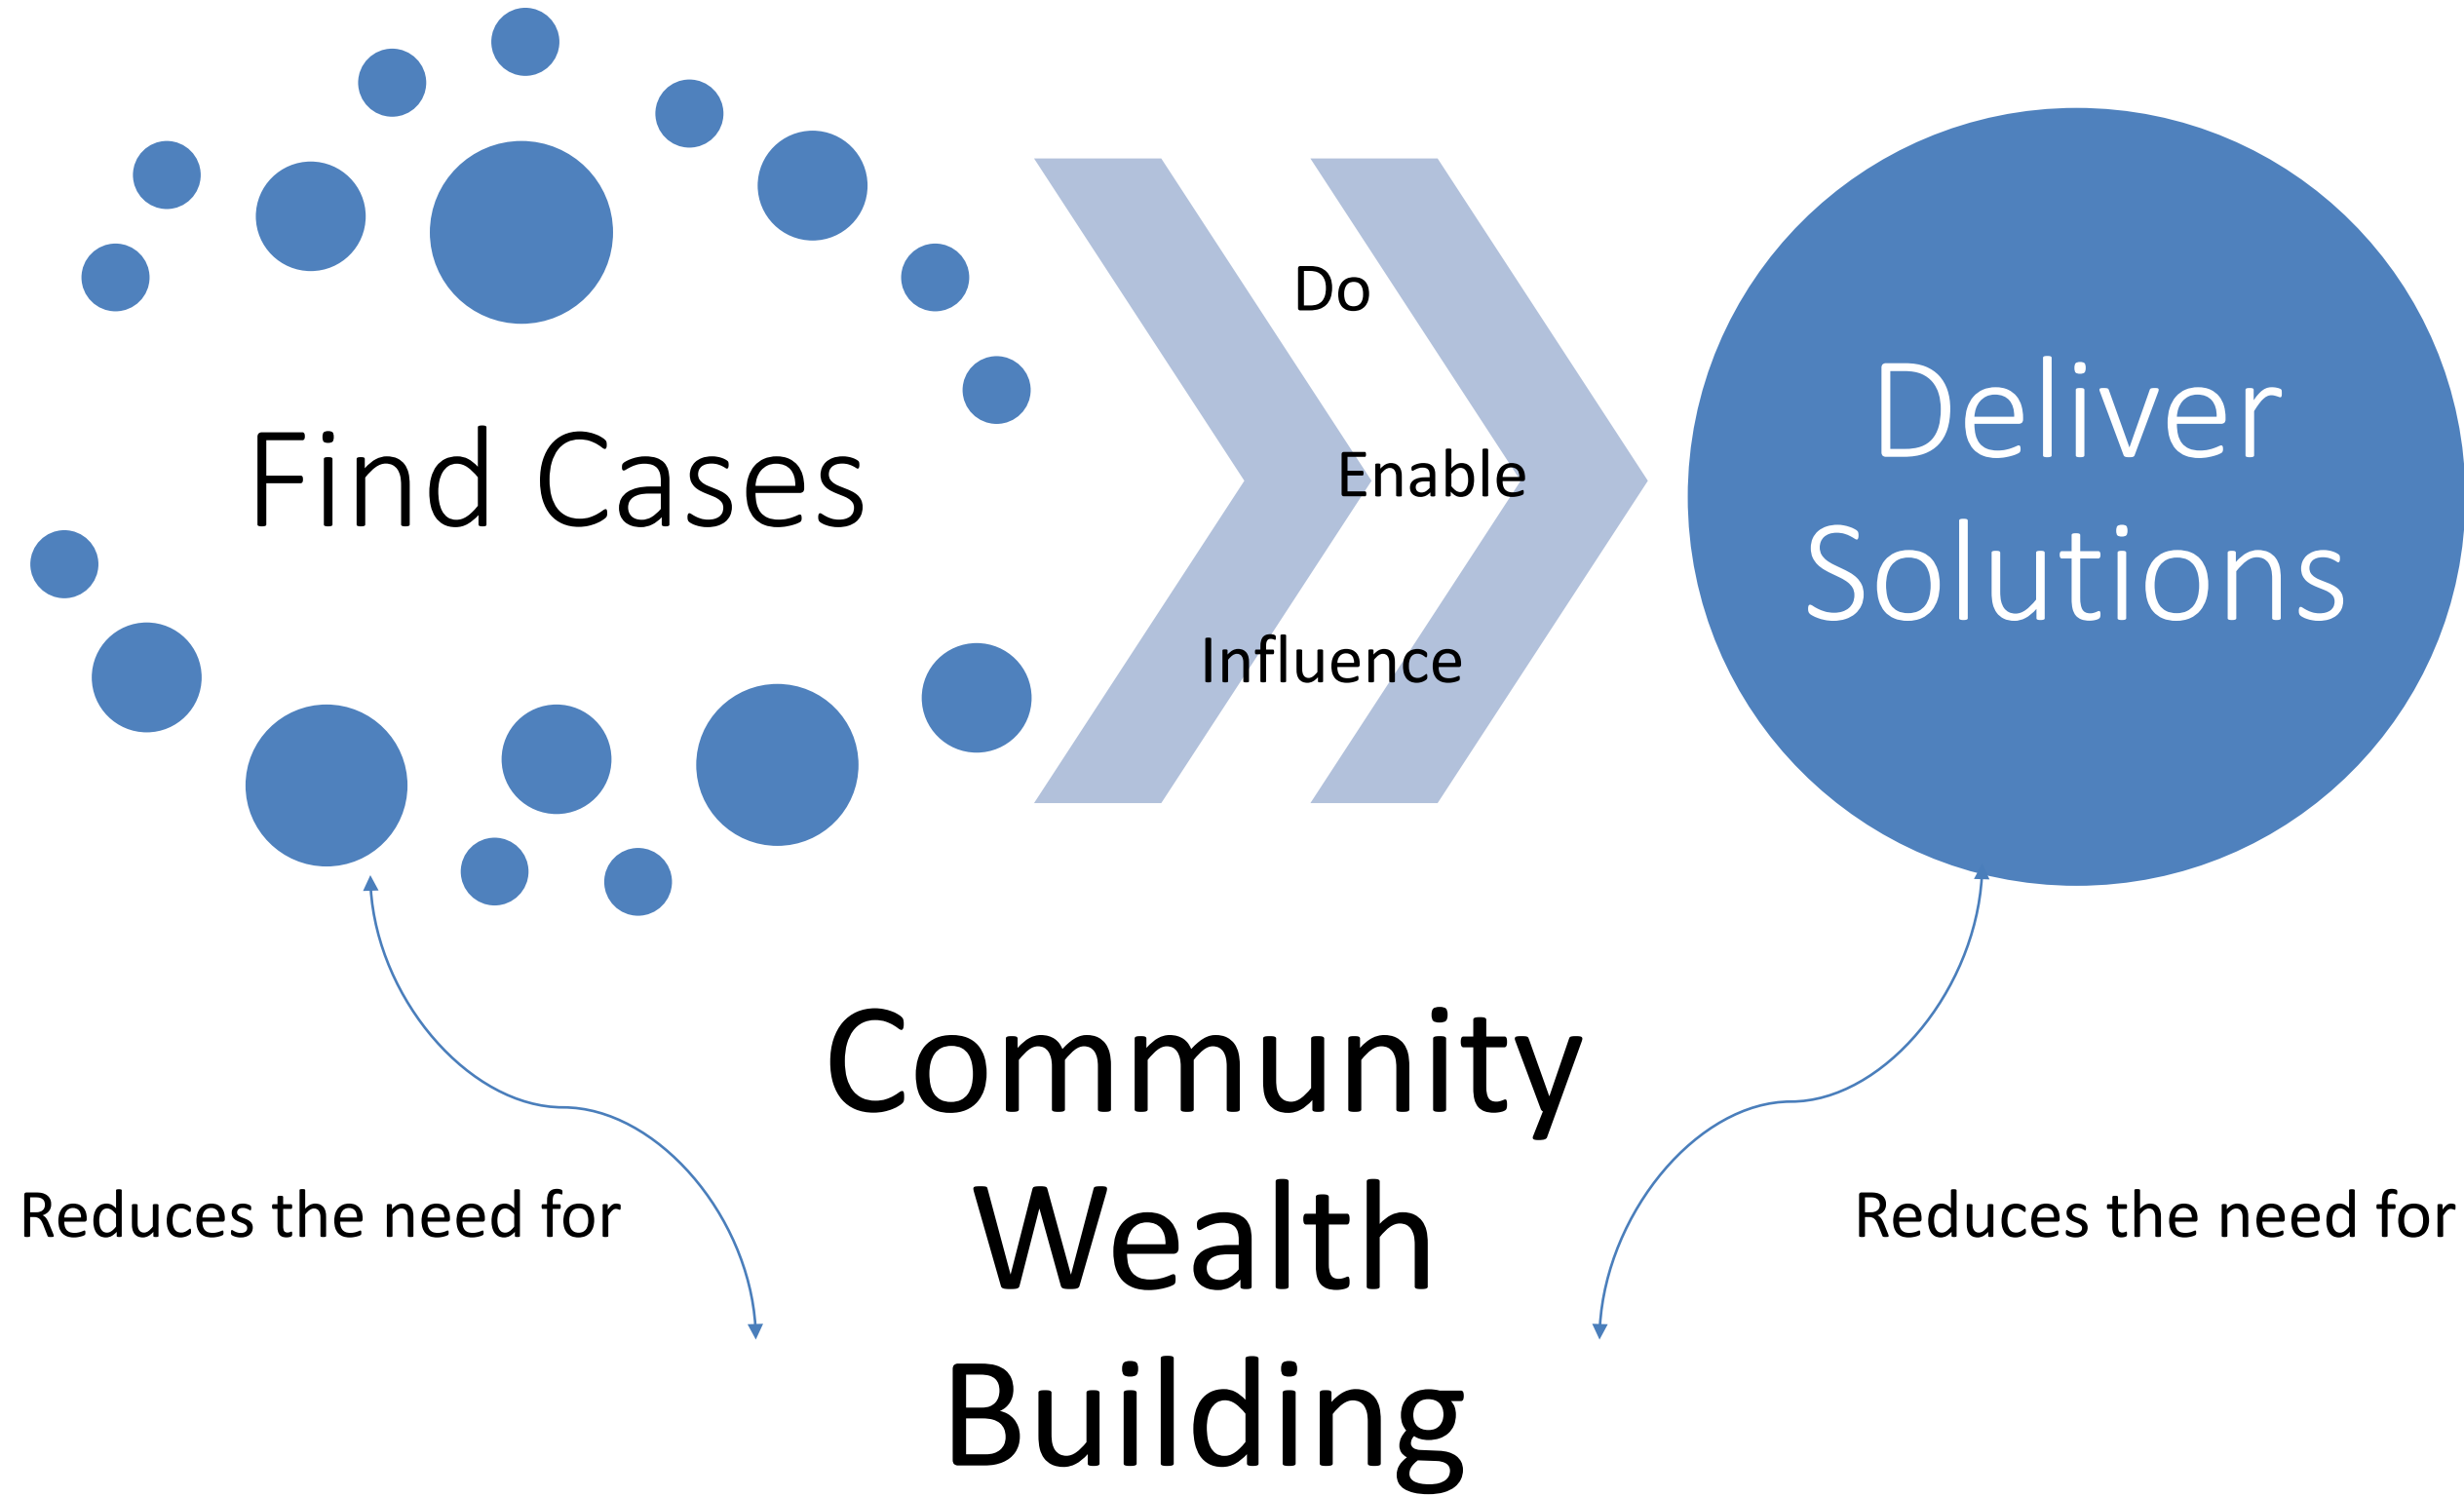 Find Cases
Do
Enable
Influence
Deliver
Solutions
Community
Wealth
Building
Reduces the need for
Reduces the need for